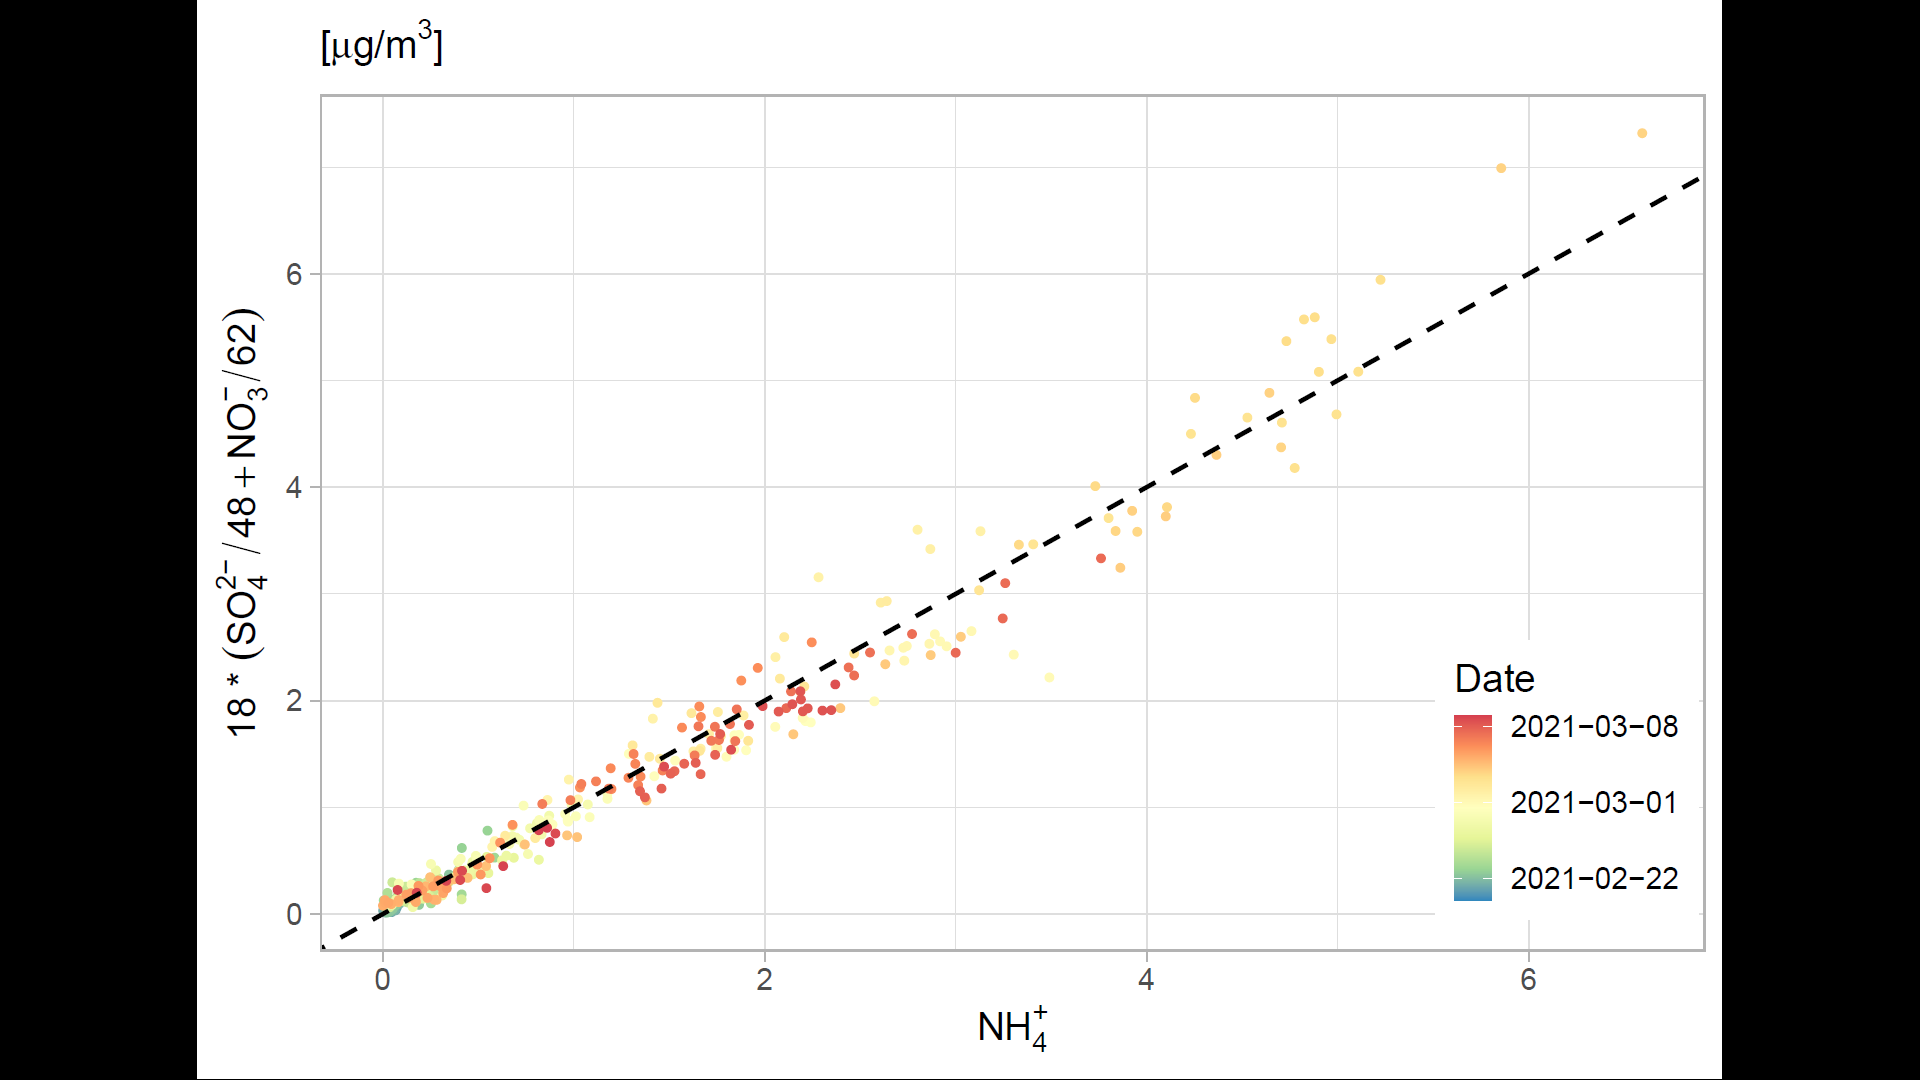 [μg/m³]
18 * (SO₄²⁻ / 48 + NO₃⁻ / 62)
6
4
2
0
0 2 4 6
NH₄⁺
Date
2021−03−08
2021−03−01
2021−02−22